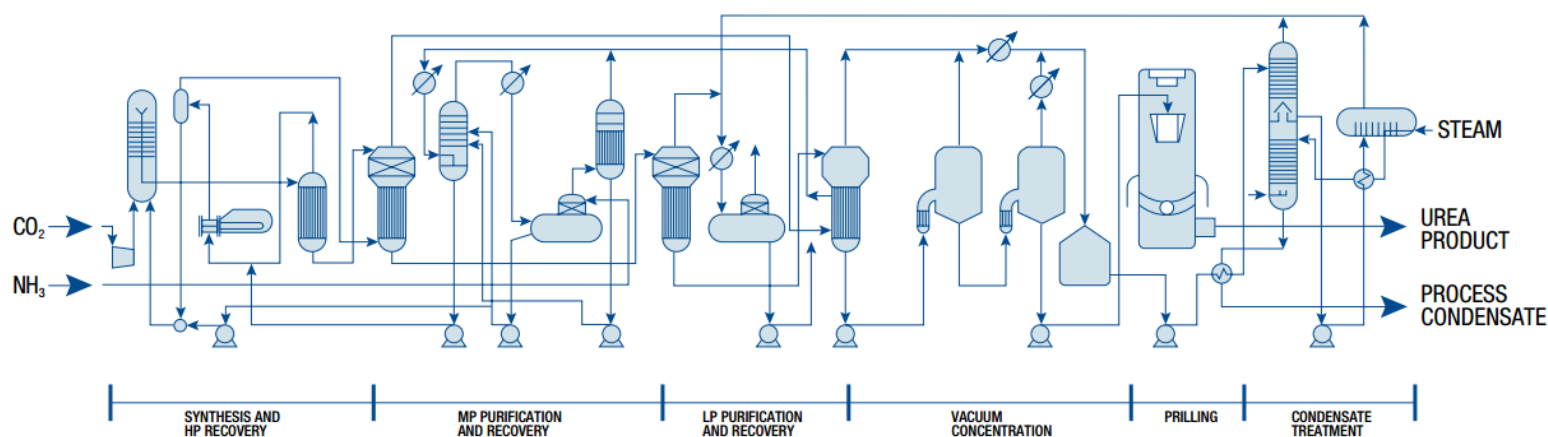 CO₂
NH₃
STEAM
UREA
PRODUCT
PROCESS
CONDENSATE
SYNTHESIS AND
HP RECOVERY
MP PURIFICATION
AND RECOVERY
LP PURIFICATION
AND RECOVERY
VACUUM
CONCENTRATION
PRILLING
CONDENSATE
TREATMENT